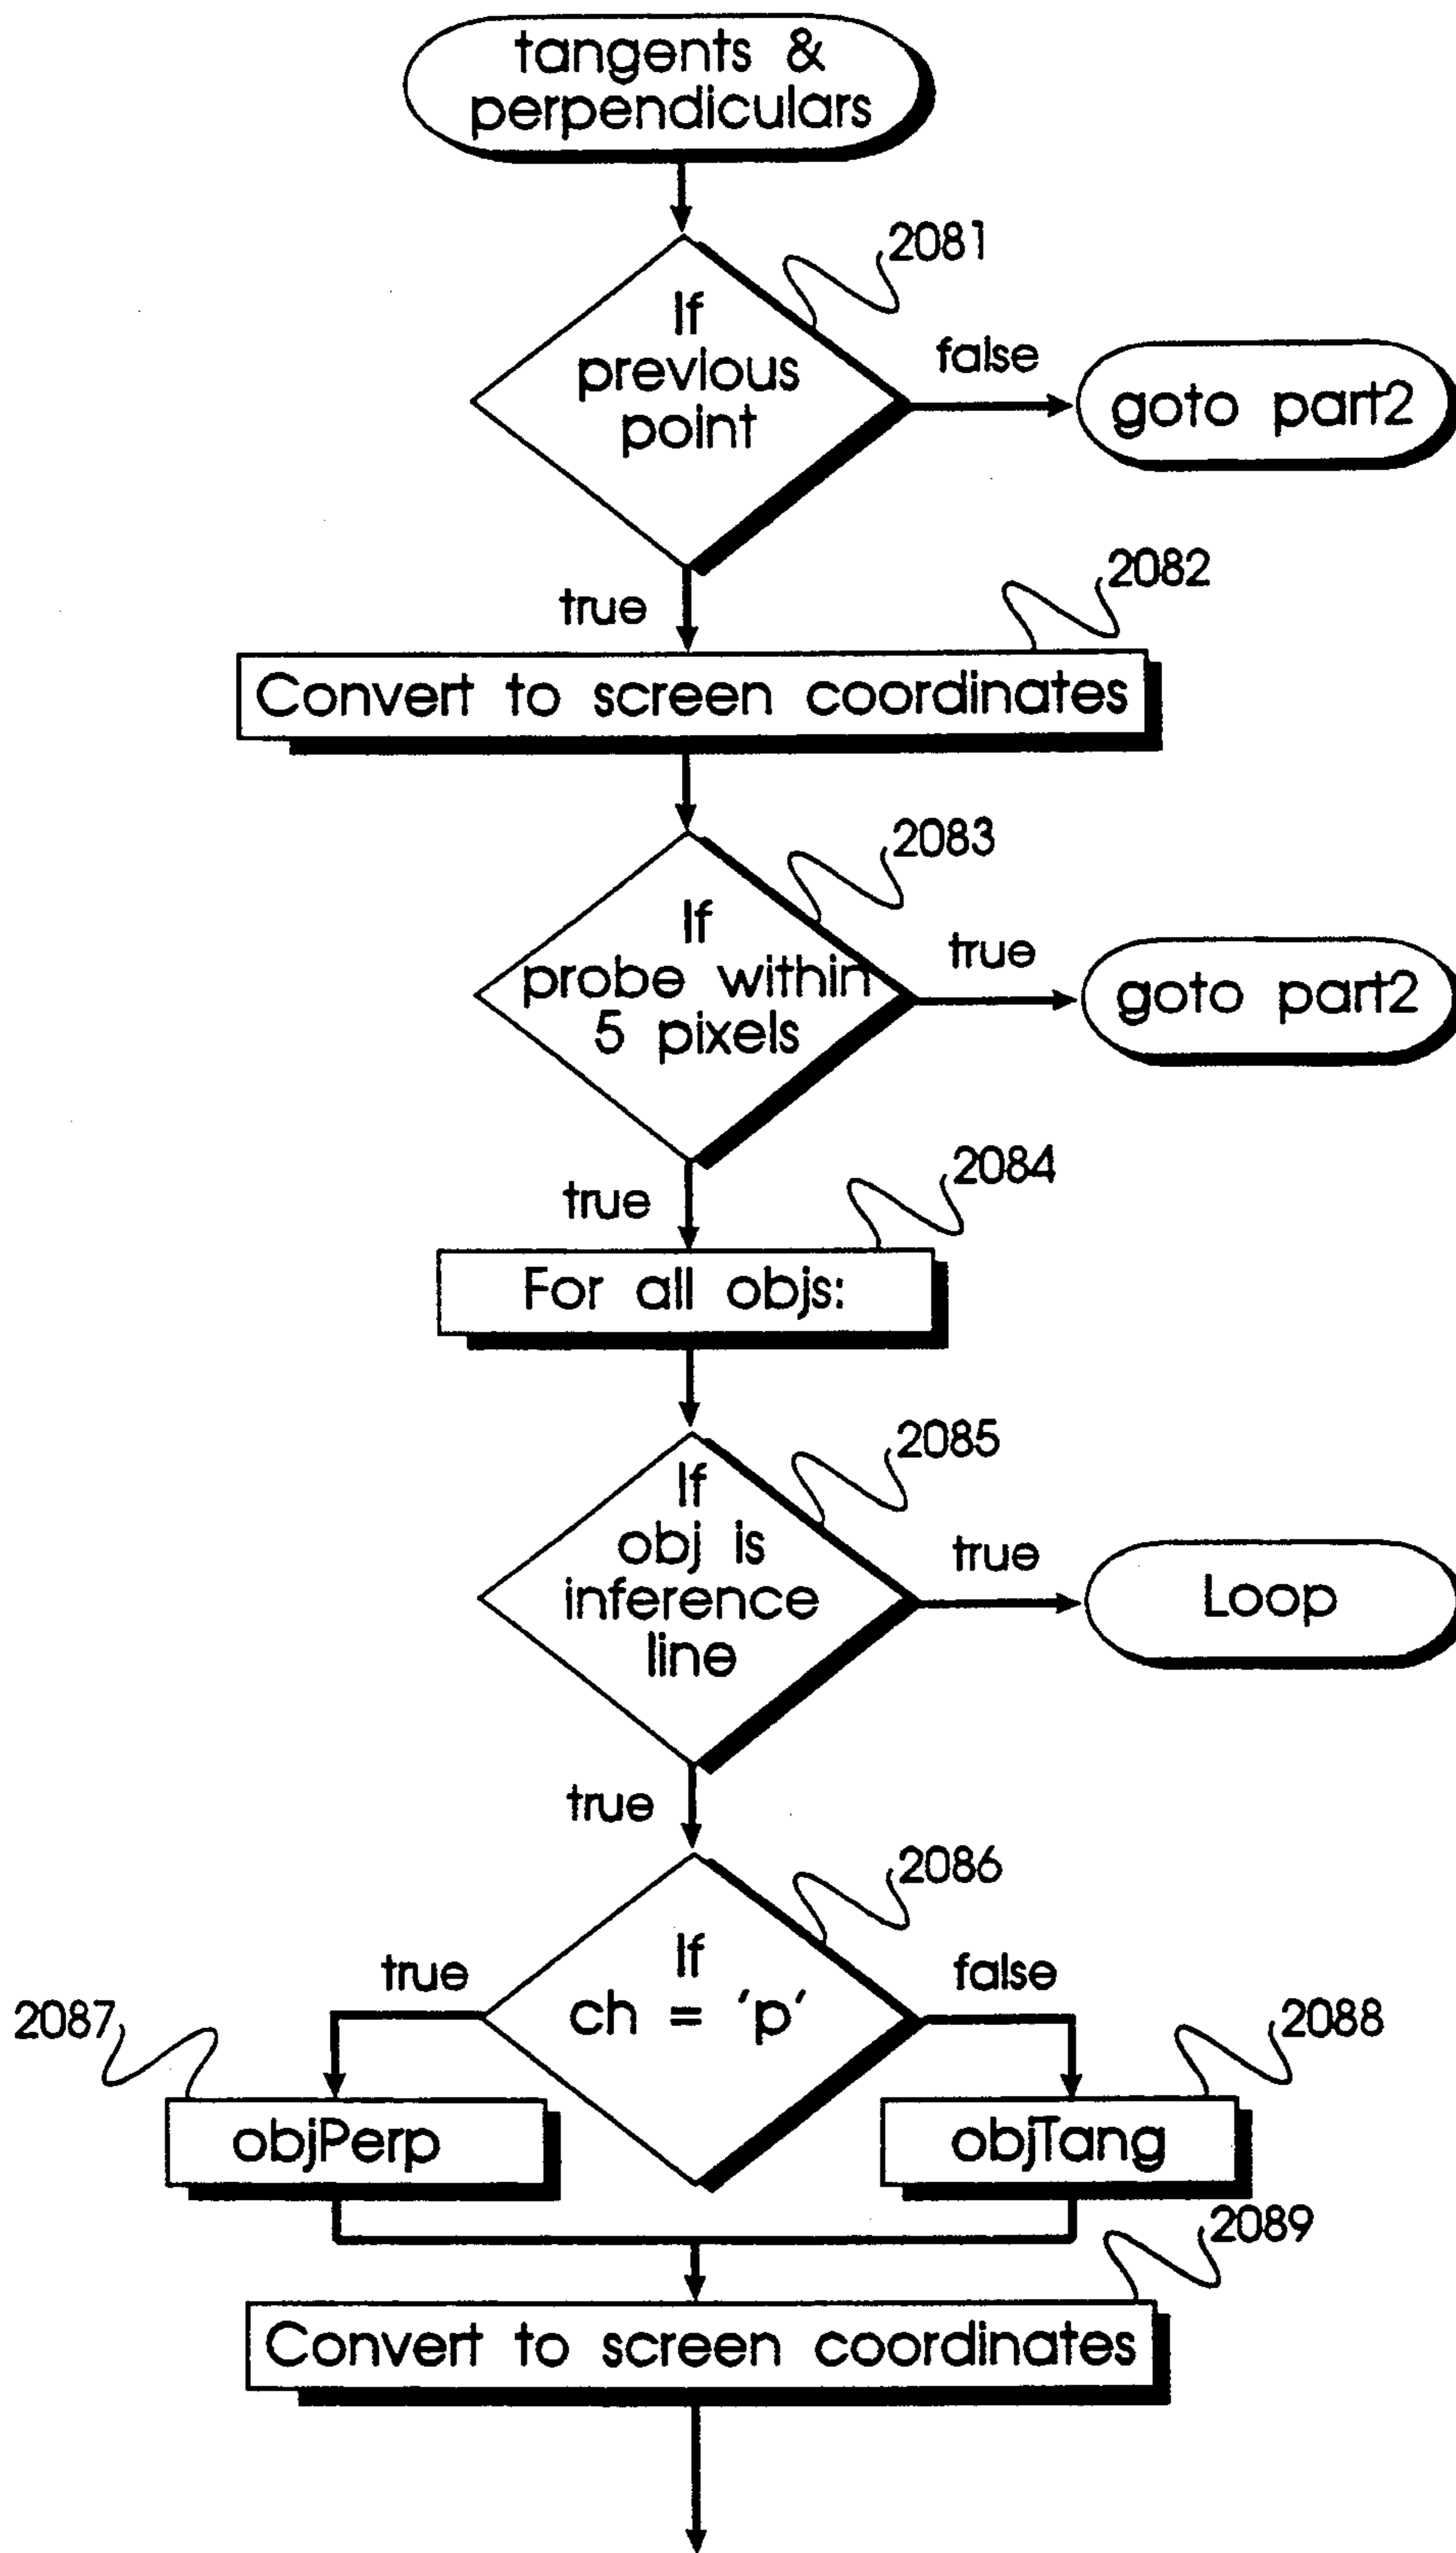 tangents &
perpendiculars
2081
If
previous
point
false
goto part2
true
2082
Convert to screen coordinates
2083
If
probe within
5 pixels
true
goto part2
true
2084
For all objs:
2085
If
obj is
inference
line
true
Loop
true
2086
If
ch = 'p'
true
false
2087
2088
objPerp
objTang
2089
Convert to screen coordinates